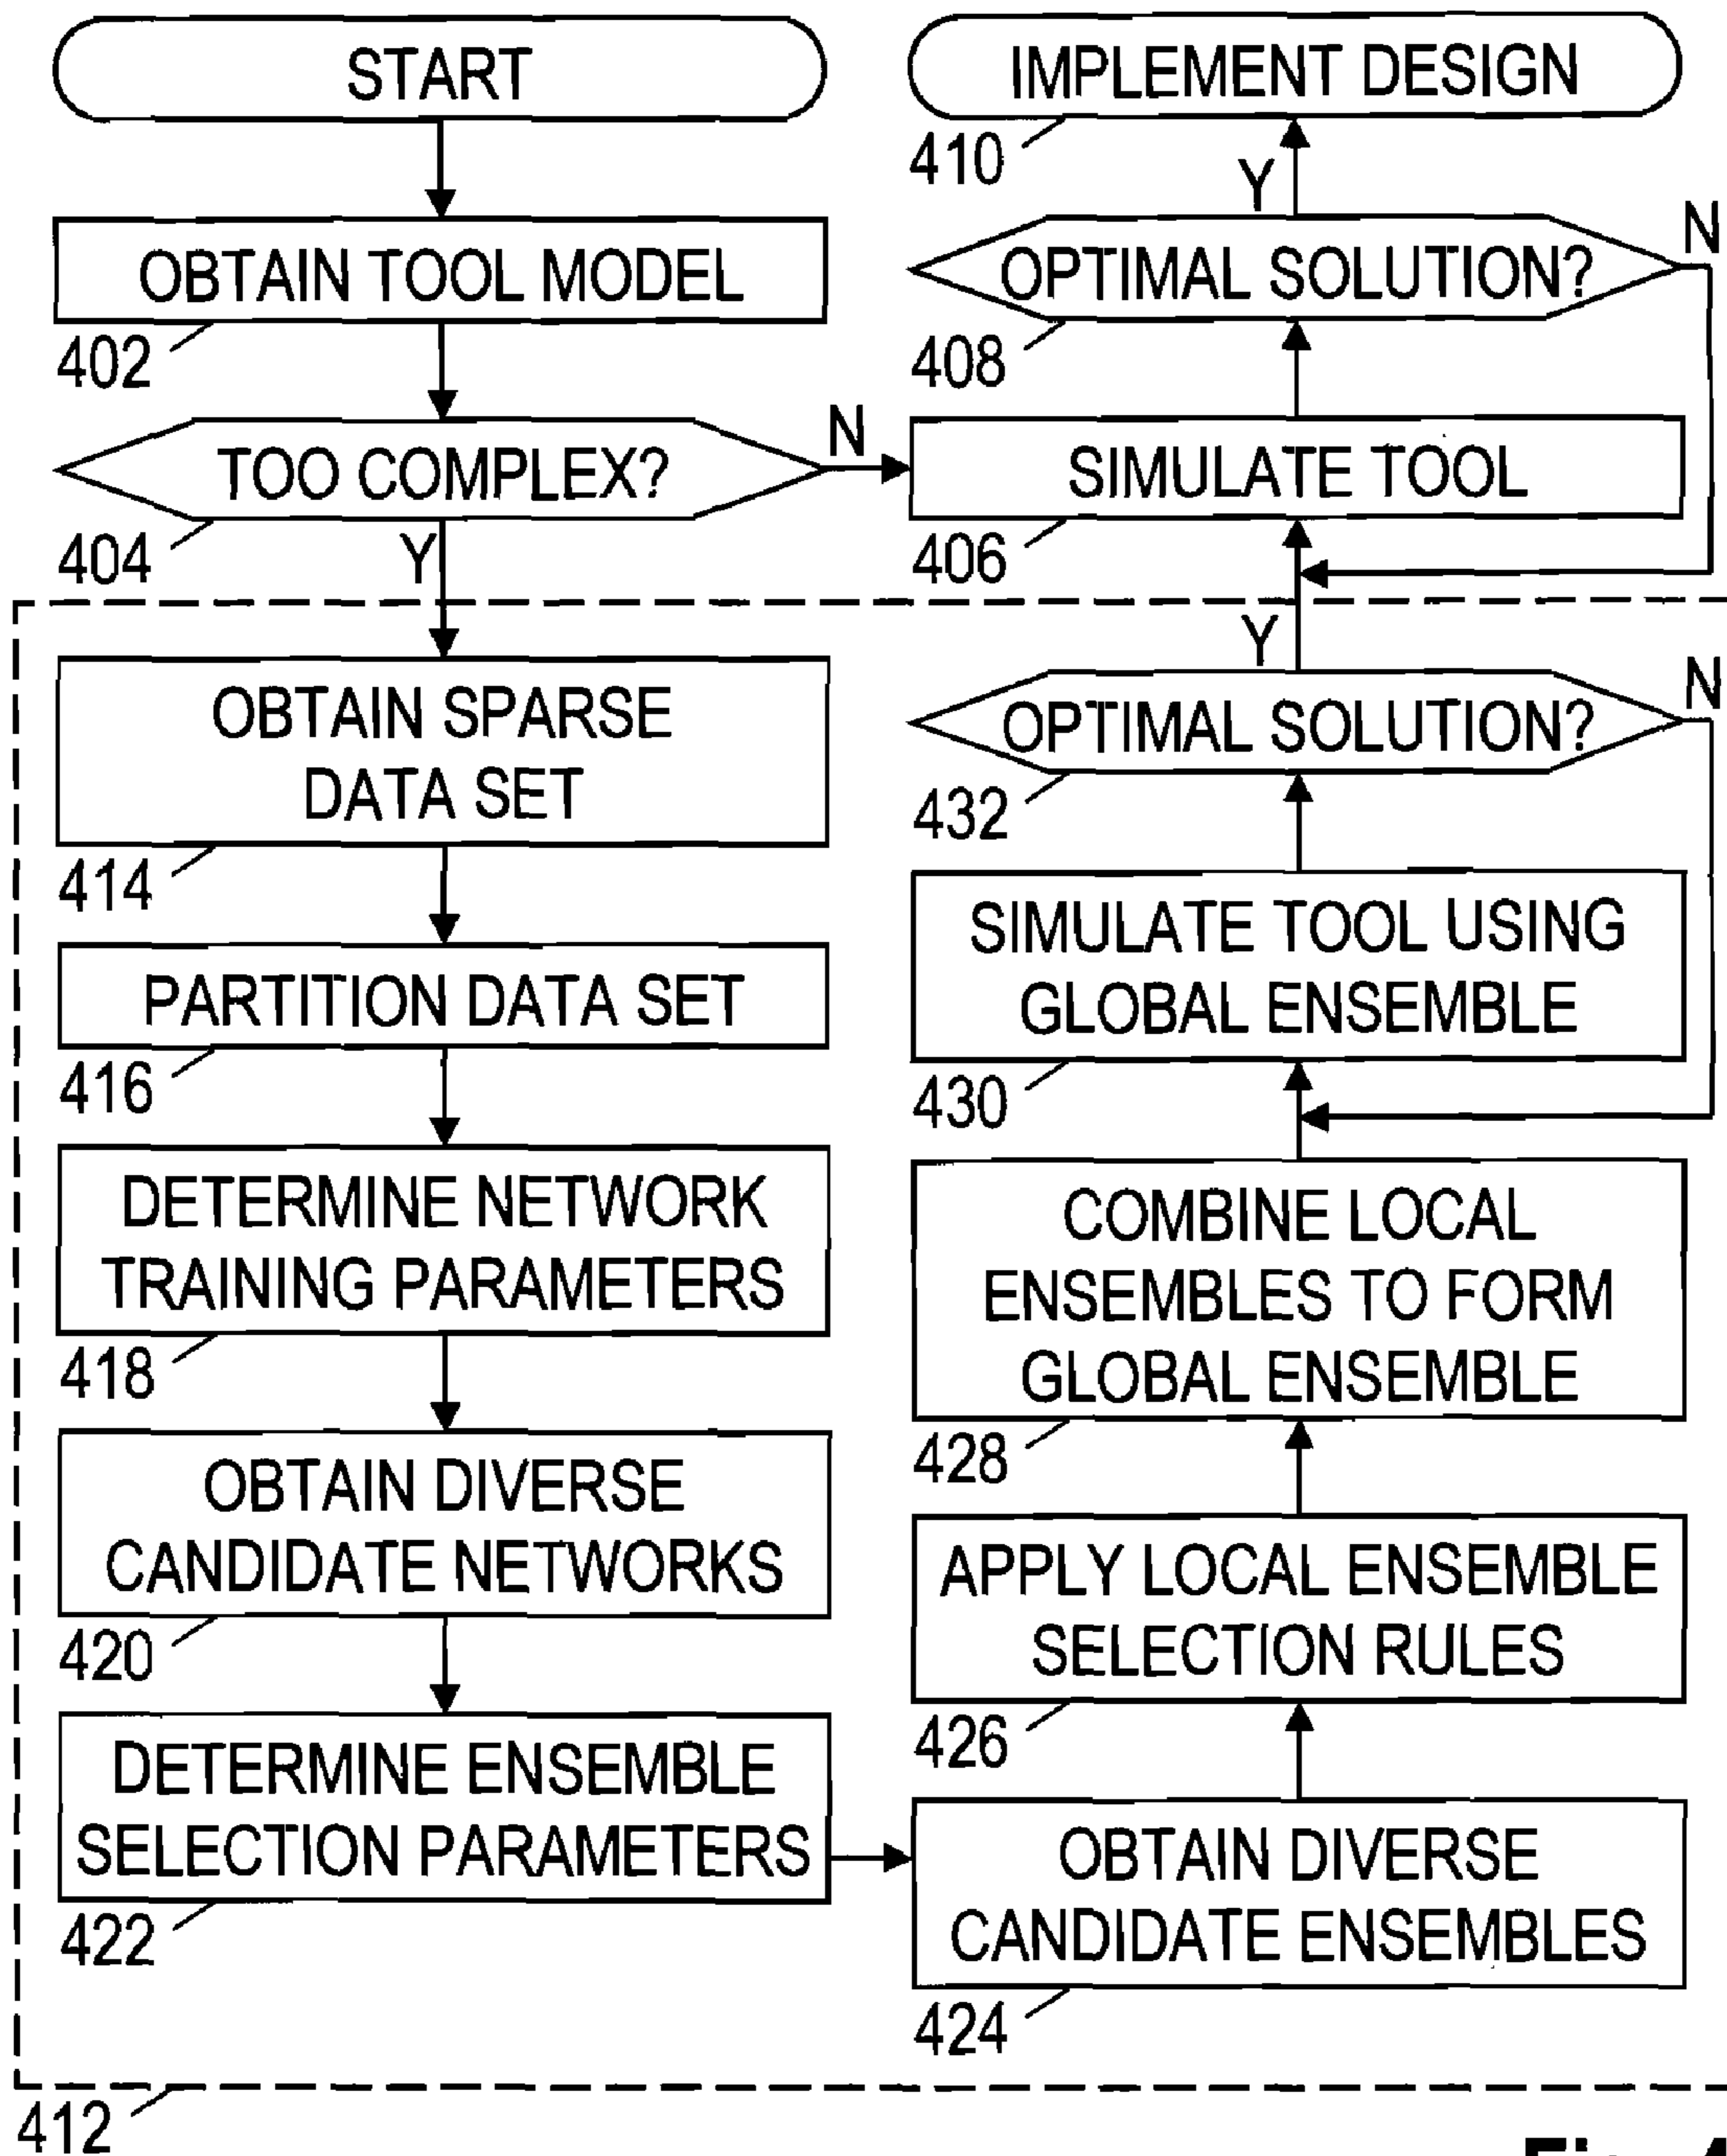 START
OBTAIN TOOL MODEL
402
TOO COMPLEX?
N
404
Y
OBTAIN SPARSE
DATA SET
414
PARTITION DATA SET
416
DETERMINE NETWORK
TRAINING PARAMETERS
418
OBTAIN DIVERSE
CANDIDATE NETWORKS
420
DETERMINE ENSEMBLE
SELECTION PARAMETERS
422
412
IMPLEMENT DESIGN
410
Y
N
OPTIMAL SOLUTION?
408
SIMULATE TOOL
406
Y
N
OPTIMAL SOLUTION?
432
SIMULATE TOOL USING
GLOBAL ENSEMBLE
430
COMBINE LOCAL
ENSEMBLES TO FORM
GLOBAL ENSEMBLE
428
APPLY LOCAL ENSEMBLE
SELECTION RULES
426
OBTAIN DIVERSE
CANDIDATE ENSEMBLES
424